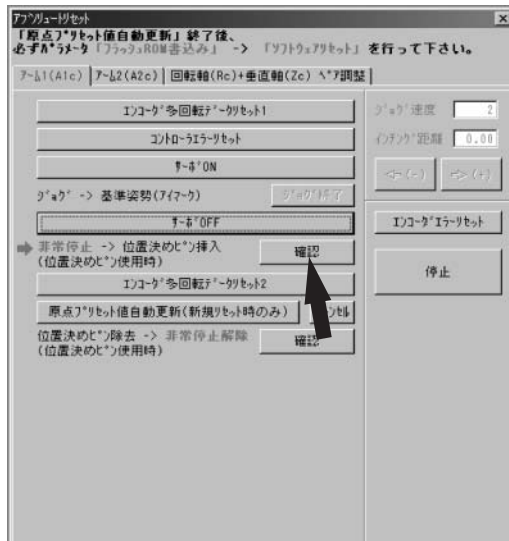 アブソリュートリセット
「原点プリセット値自動更新」終了後、
必ずパラメータ「フラッシュROM書込み」 -> 「ソフトウェアリセット」 を行って下さい。
アーム1(A1c) アーム2(A2c) 回転軸(Rc)+垂直軸(Zc) ペア調整
エンコーダ多回転データリセット1
コントローラエラーリセット
サーボON
ジョグ -> 基準姿勢(アイマーク) ジョグ終了
サーボOFF
非常停止 -> 位置決めピン挿入
(位置決めピン使用時)
確認
エンコーダ多回転データリセット2
原点プリセット値自動更新(新規リセット時のみ)
位置決めピン除去 -> 非常停止解除
(位置決めピン使用時)
確認
ジョグ速度 2
インチング距離 0.00
<-(-) ->(+)
エンコーダエラーリセット
停止